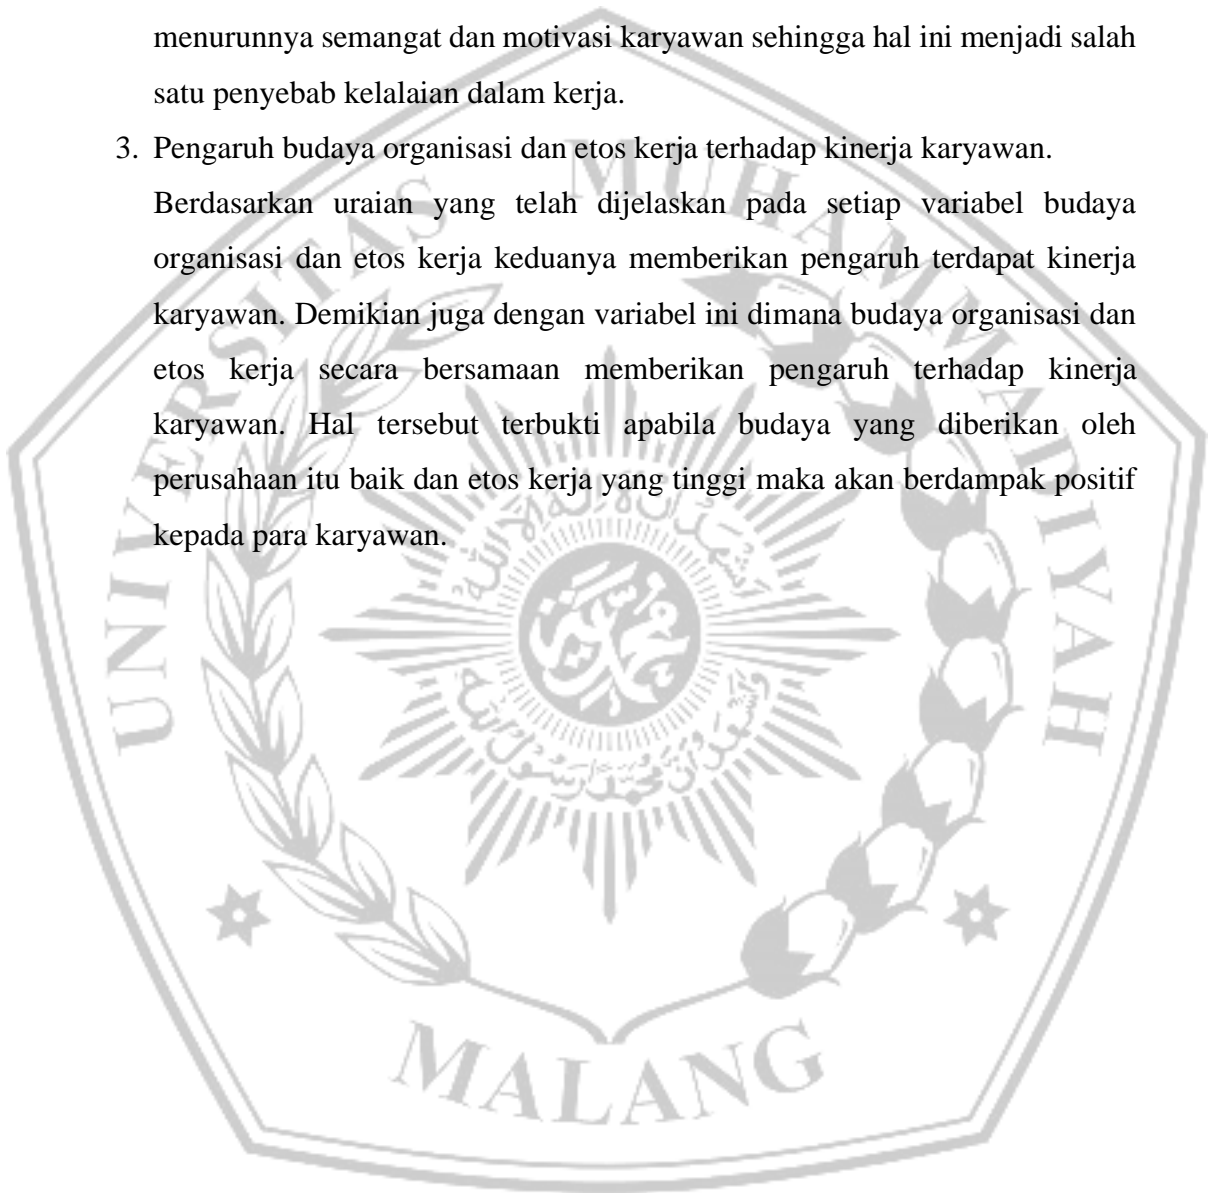 menurunnya semangat dan motivasi karyawan sehingga hal ini menjadi salah
satu penyebab kelalaian dalam kerja.
3. Pengaruh budaya organisasi dan etos kerja terhadap kinerja karyawan.
Berdasarkan uraian yang telah dijelaskan pada setiap variabel budaya
organisasi dan etos kerja keduanya memberikan pengaruh terdapat kinerja
karyawan. Demikian juga dengan variabel ini dimana budaya organisasi dan
etos kerja secara bersamaan memberikan pengaruh terhadap kinerja
karyawan. Hal tersebut terbukti apabila budaya yang diberikan oleh
perusahaan itu baik dan etos kerja yang tinggi maka akan berdampak positif
kepada para karyawan.
UNIVERSITAS MUHAMMADIYAH
MALANG